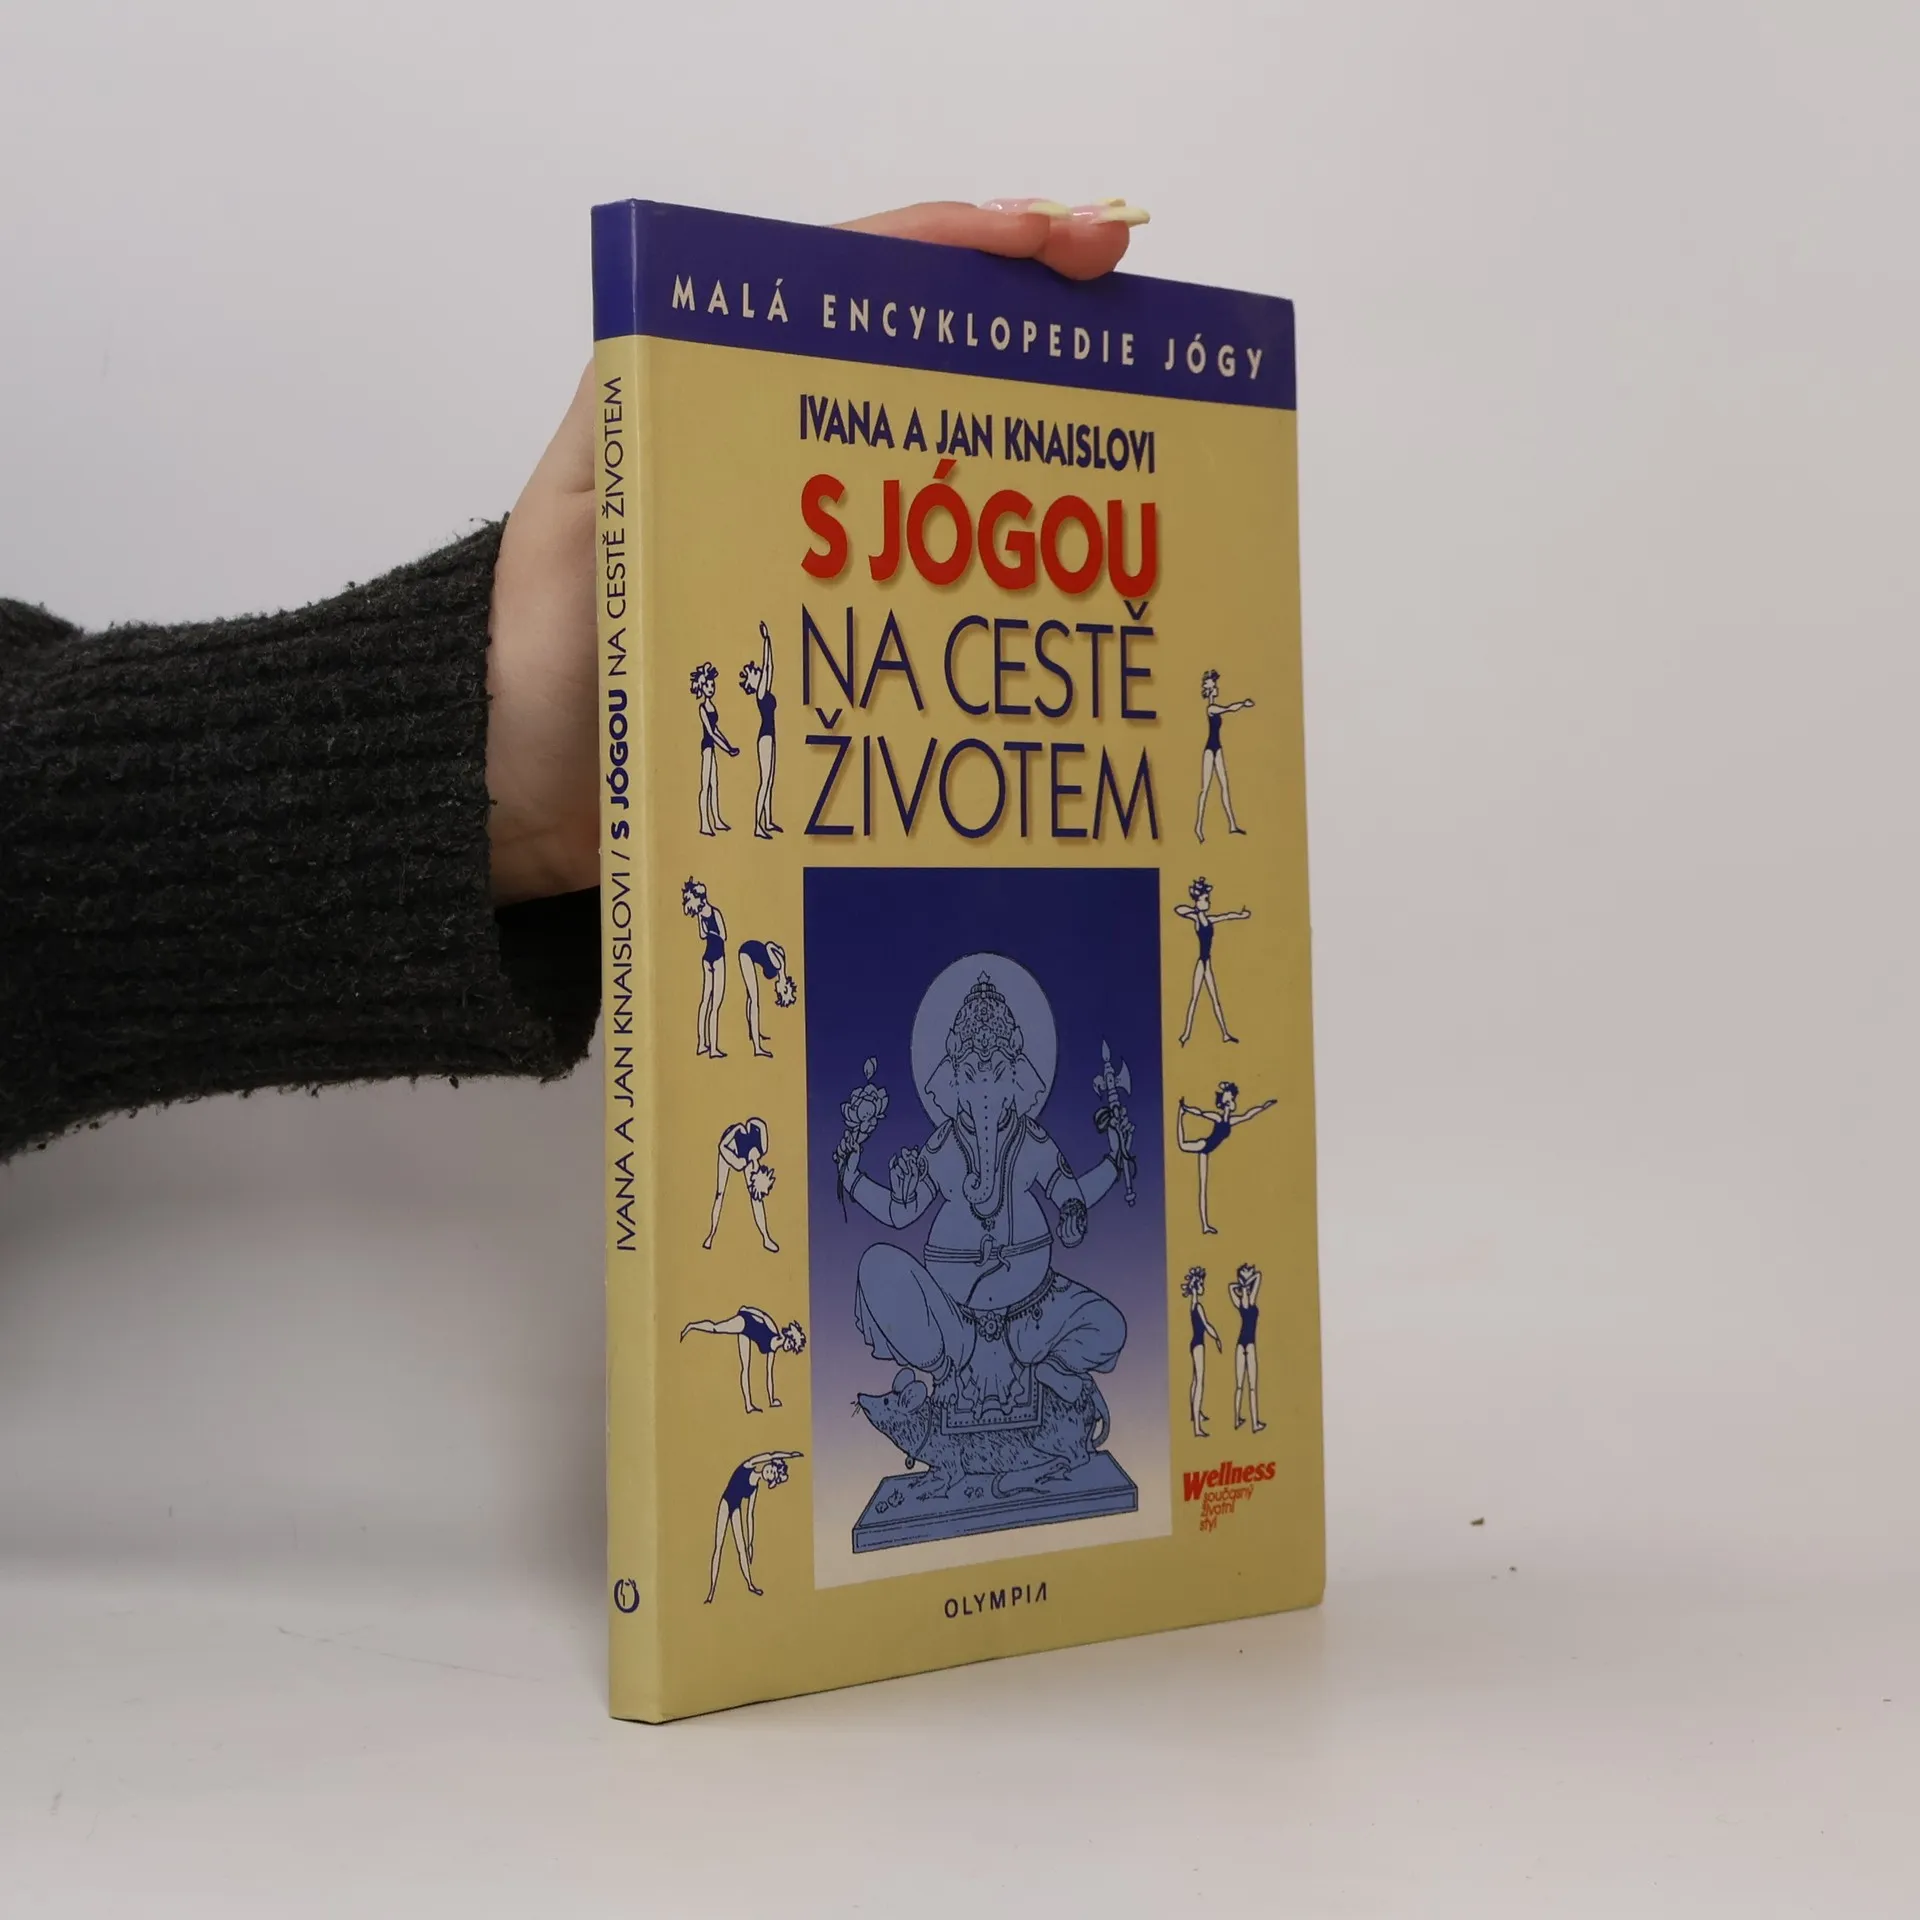 MALÁ ENCYKLOPEDIE JÓGY
IVANA A JAN KNAISLOVI
S JÓGOU
NA CESTĚ
ŽIVOTEM
Wellness
současný
životní
styl
OLYMPIA
IVANA A JAN KNAISLOVI / S JÓGOU NA CESTĚ ŽIVOTEM